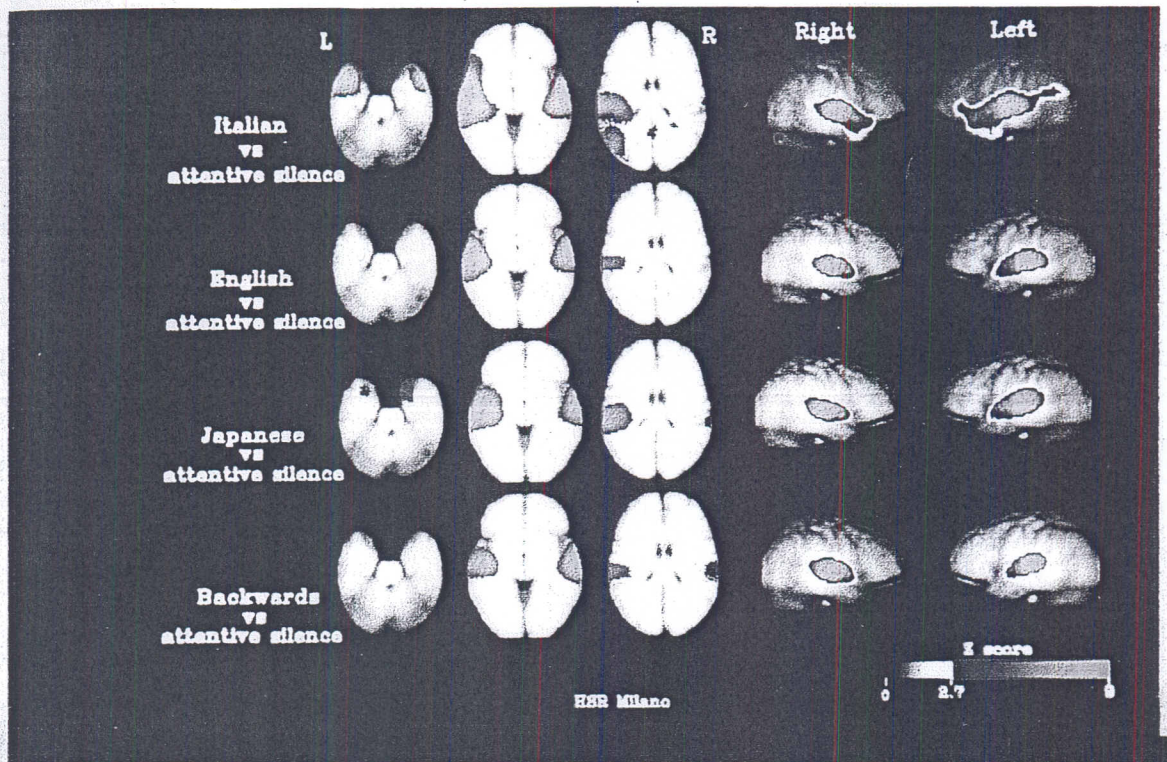 L
R
Right
Left
Italian
vs
attentive silence
English
vs
attentive silence
Japanese
vs
attentive silence
Backwards
vs
attentive silence
Z score
0
2.7
HSR Milano